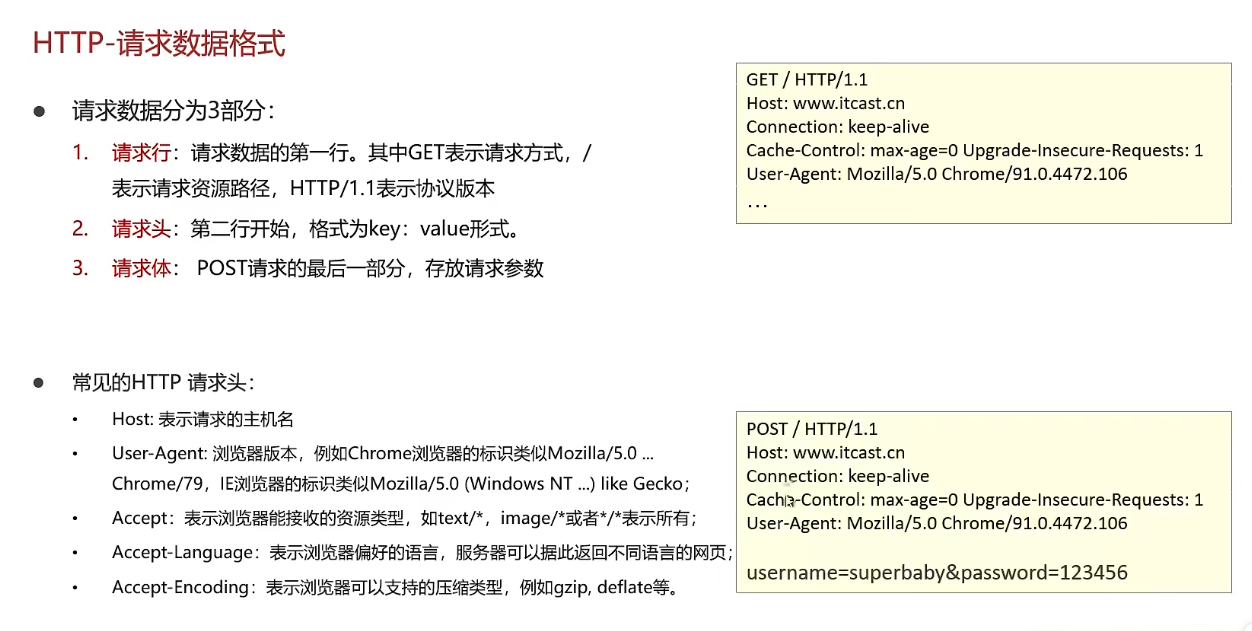 HTTP-请求数据格式
● 请求数据分为3部分：
1. 请求行：请求数据的第一行。其中GET表示请求方式，/
表示请求资源路径，HTTP/1.1表示协议版本
2. 请求头：第二行开始，格式为key：value形式。
3. 请求体： POST请求的最后一部分，存放请求参数
GET / HTTP/1.1
Host: www.itcast.cn
Connection: keep-alive
Cache-Control: max-age=0 Upgrade-Insecure-Requests: 1
User-Agent: Mozilla/5.0 Chrome/91.0.4472.106
...
● 常见的HTTP 请求头：
• Host: 表示请求的主机名
• User-Agent: 浏览器版本，例如Chrome浏览器的标识类似Mozilla/5.0 ...
Chrome/79，IE浏览器的标识类似Mozilla/5.0 (Windows NT ...) like Gecko；
• Accept：表示浏览器能接收的资源类型，如text/*，image/*或者*/*表示所有；
• Accept-Language：表示浏览器偏好的语言，服务器可以据此返回不同语言的网页；
• Accept-Encoding：表示浏览器可以支持的压缩类型，例如gzip, deflate等。
POST / HTTP/1.1
Host: www.itcast.cn
Connection: keep-alive
Cache-Control: max-age=0 Upgrade-Insecure-Requests: 1
User-Agent: Mozilla/5.0 Chrome/91.0.4472.106
username=superbaby&password=123456